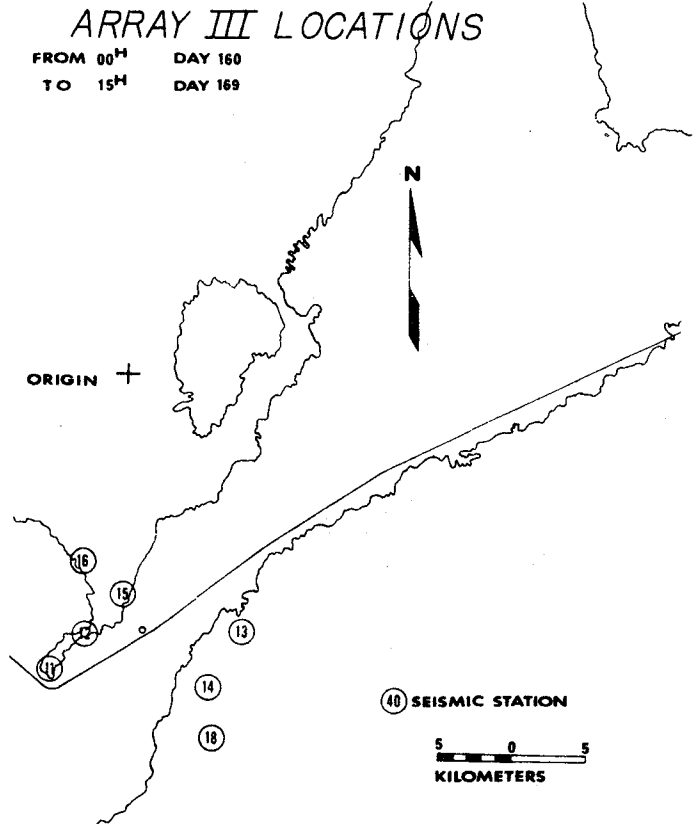 ARRAY III LOCATIONS
FROM 00H DAY 160
TO 15H DAY 169
N
ORIGIN
16
15
12
13
11
14
40 SEISMIC STATION
18
5 0 5
KILOMETERS